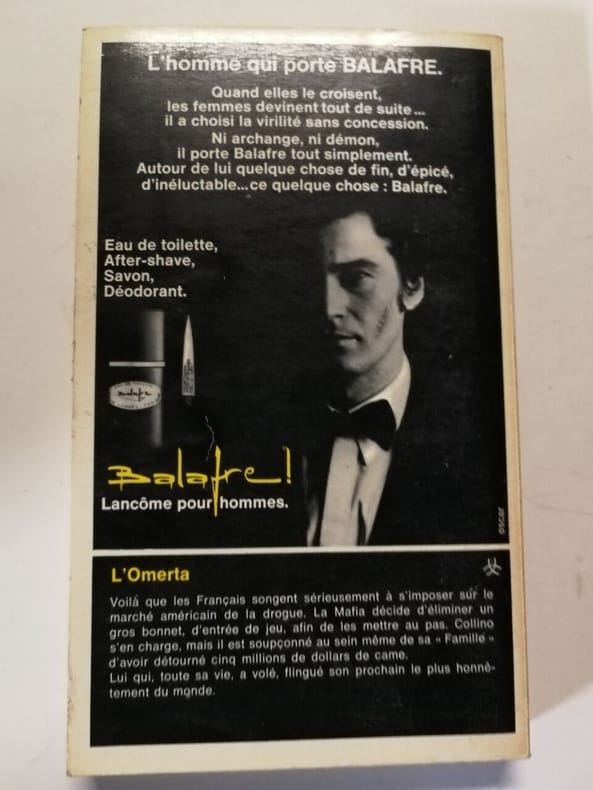 L'homme qui porte BALAFRE.
Quand elles le croisent,
les femmes devinent tout de suite...
il a choisi la virilité sans concession.
Ni archange, ni démon,
il porte Balafre tout simplement.
Autour de lui quelque chose de fin, d'épicé,
d'inéluctable...ce quelque chose : Balafre.
Eau de toilette,
After-shave,
Savon,
Déodorant.
balafre
Balafre!
Lancôme pour hommes.
oscar
L'Omerta
Voilá que les Français songent sérieusement à s'imposer sur le
marché américain de la drogue. La Mafia décide d'éliminer un
gros bonnet, d'entrée de jeu, afin de les mettre au pas. Collino
s'en charge, mais il est soupçonné au sein même de sa « Famille »
d'avoir détourné cinq millions de dollars de came.
Lui qui, toute sa vie, a volé, flingué son prochain le plus honnê-
tement du monde.